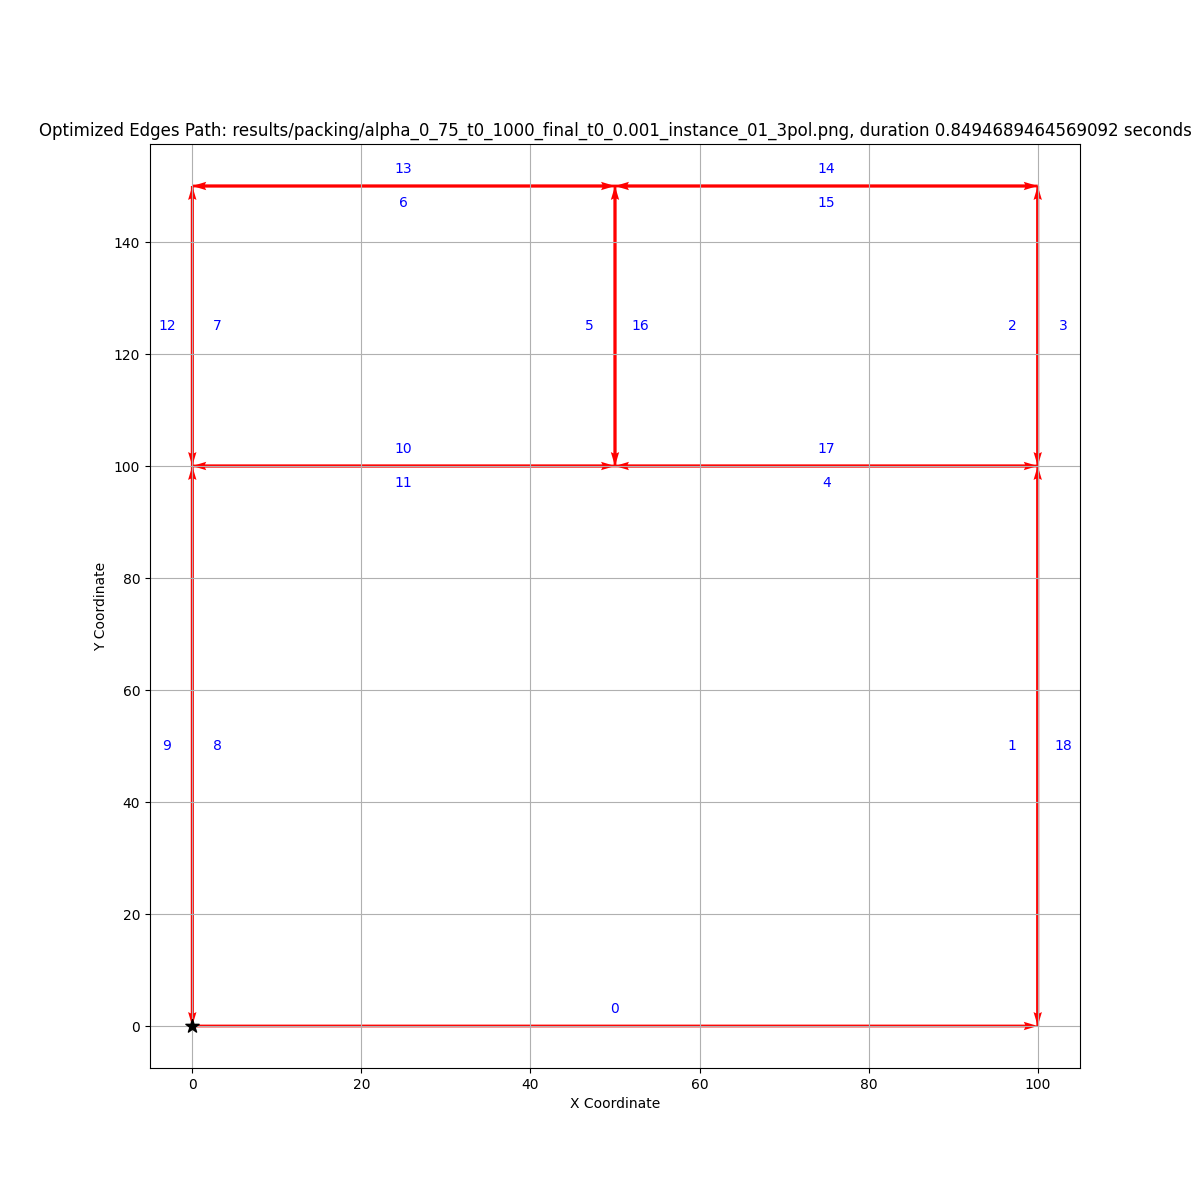 Optimized Edges Path: results/packing/alpha_0_75_t0_1000_final_t0_0.001_instance_01_3pol.png, duration 0.8494689464569092 seconds
13 14
6 15
140
12 7 5 16 2 3
120
10 17
100
11 4
80
Y Coordinate
60
9 8 1 18
40
20
0
0
0 20 40 60 80 100
X Coordinate